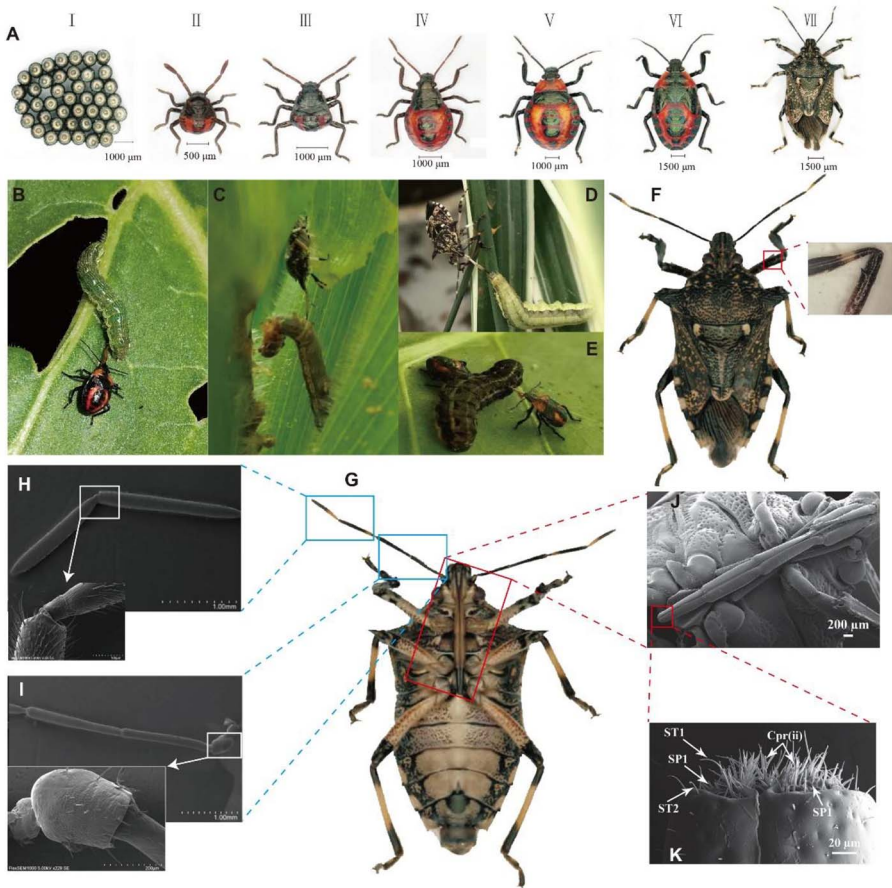 I II III IV V VI VII
A
1000 μm 500 μm 1000 μm 1000 μm 1000 μm 1500 μm 1500 μm
B C D F
E
H G J
1.00mm
200 μm
I
1.00mm
ST1 Cpr(ii)
SP1
ST2 SP1
K 20 μm